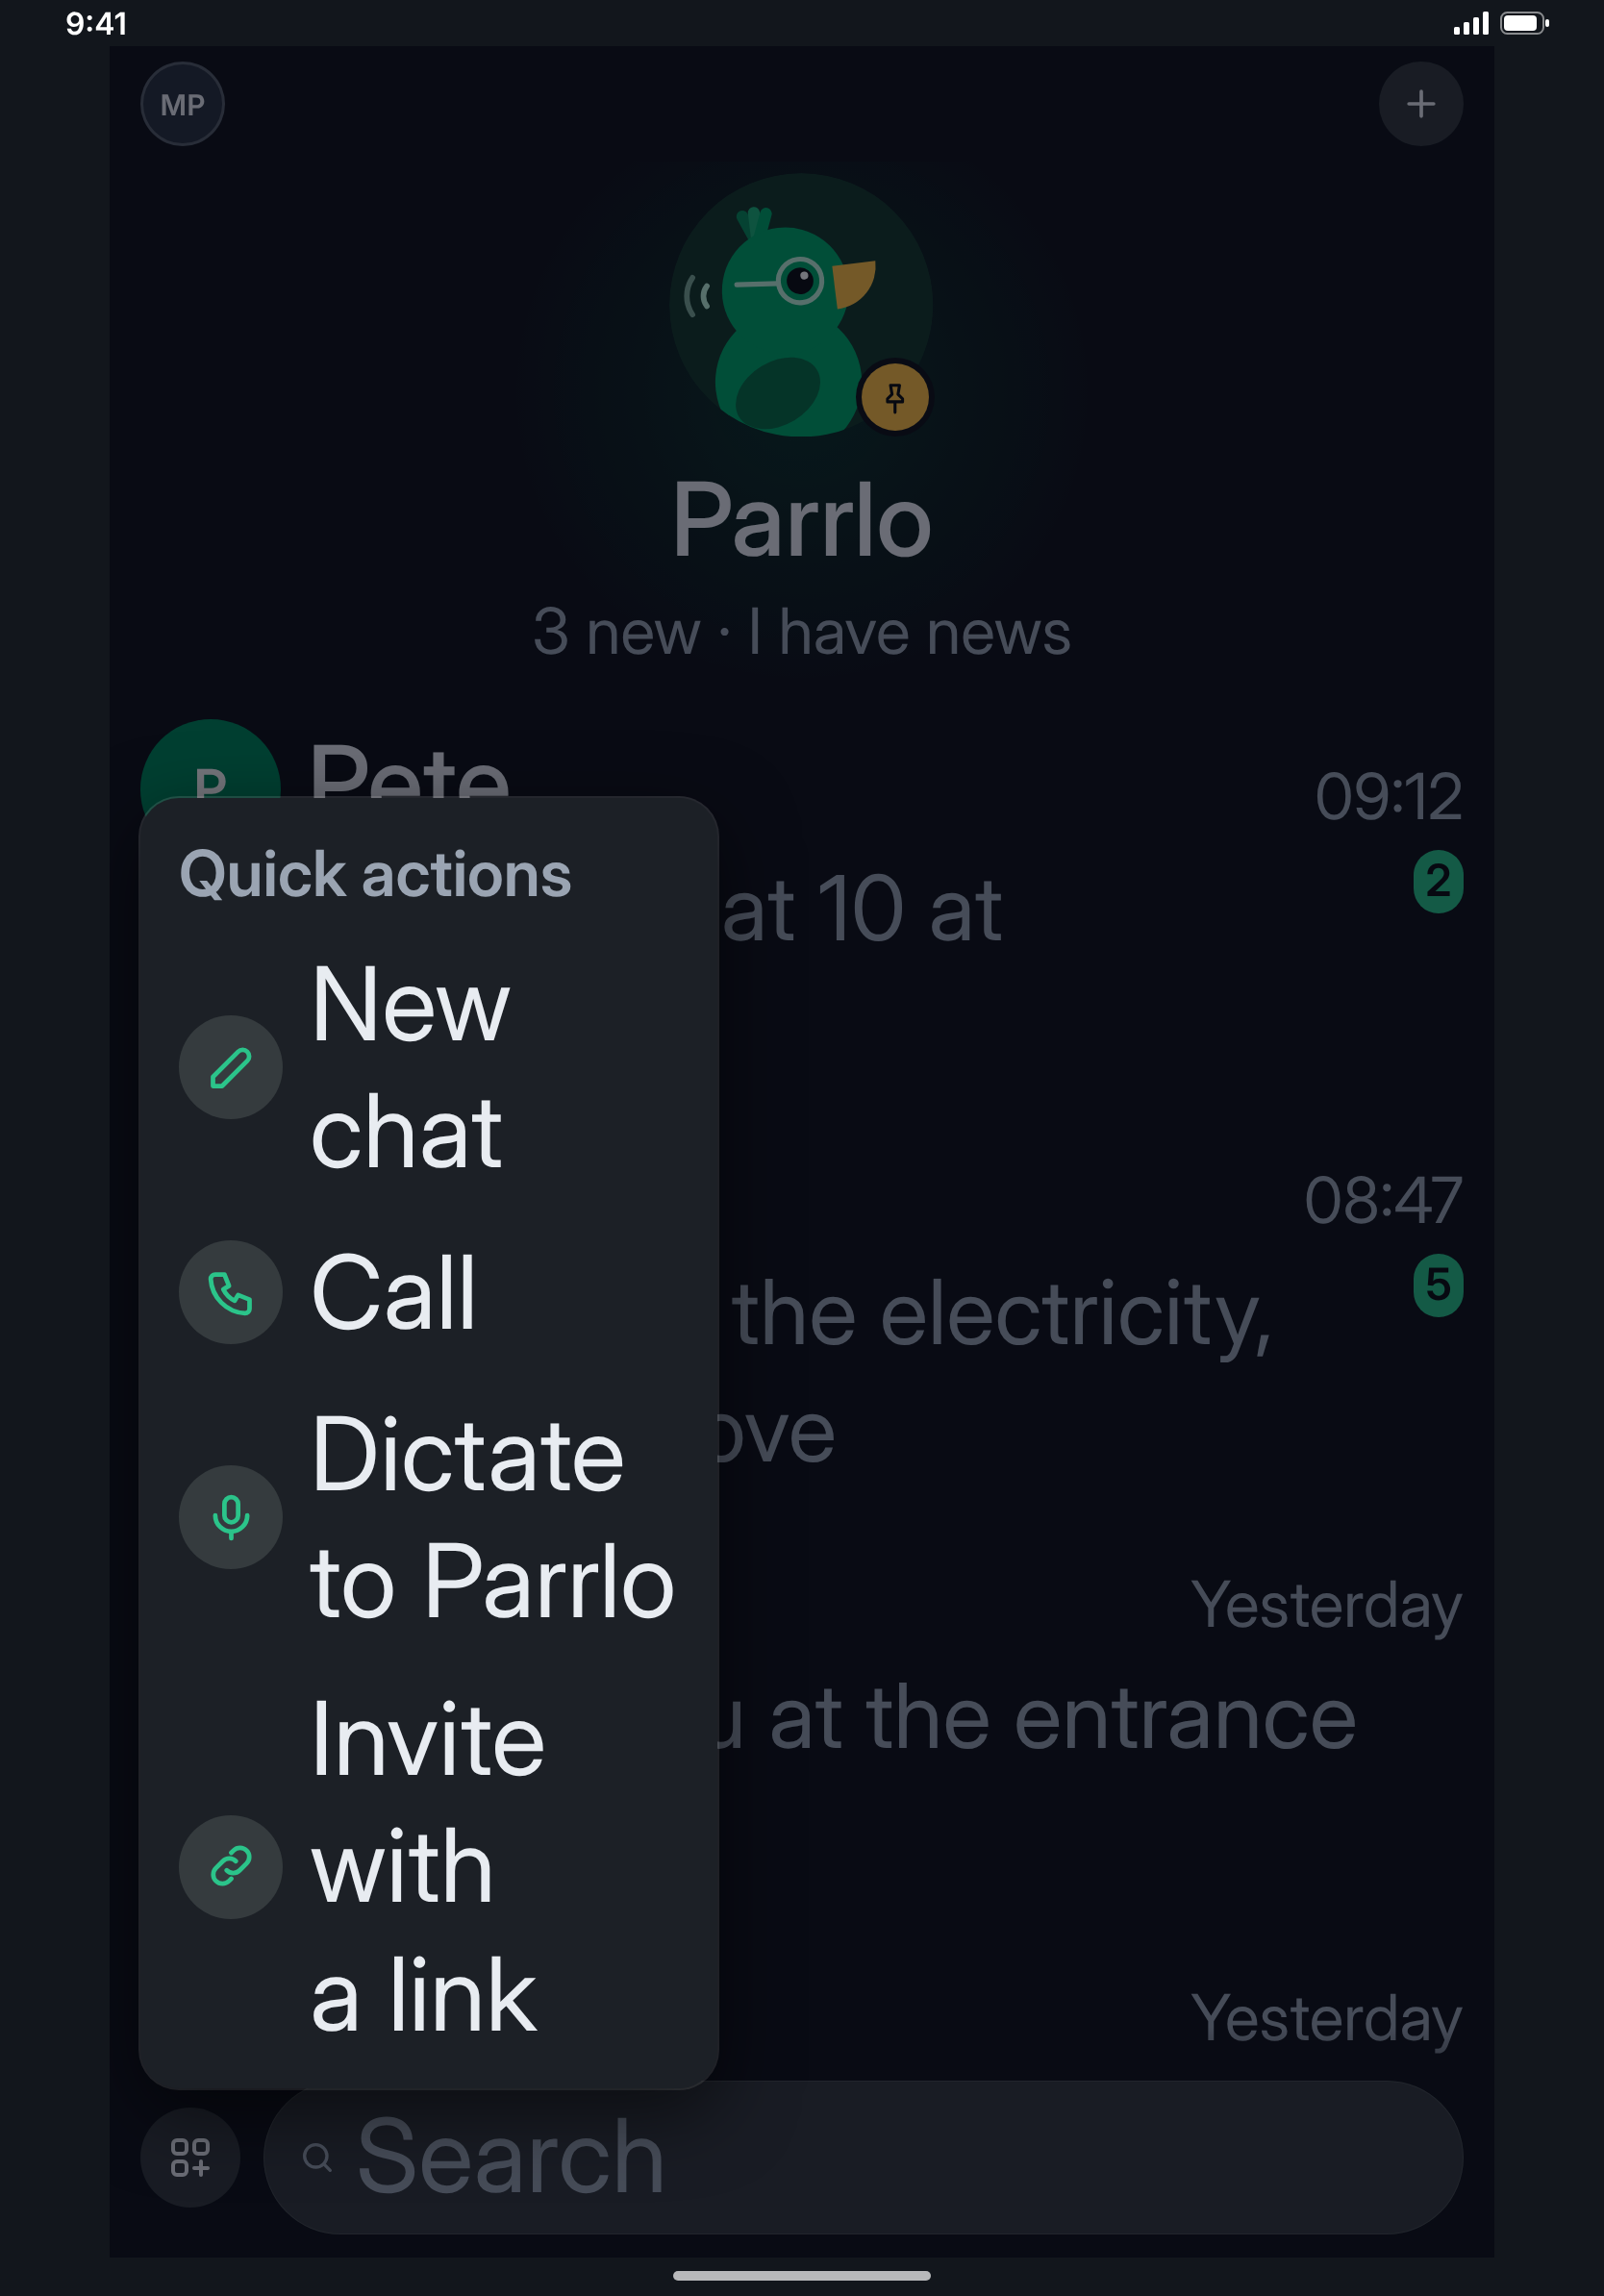 9:41
MP
Parrlo
3 new · I have news
P Pete
09:12
Quick actions
at 10 at
2
New
chat
08:47
Call
the electricity,
5
Dictate
ove
to Parrlo
Yesterday
Invite
u at the entrance
with
a link
Yesterday
Search